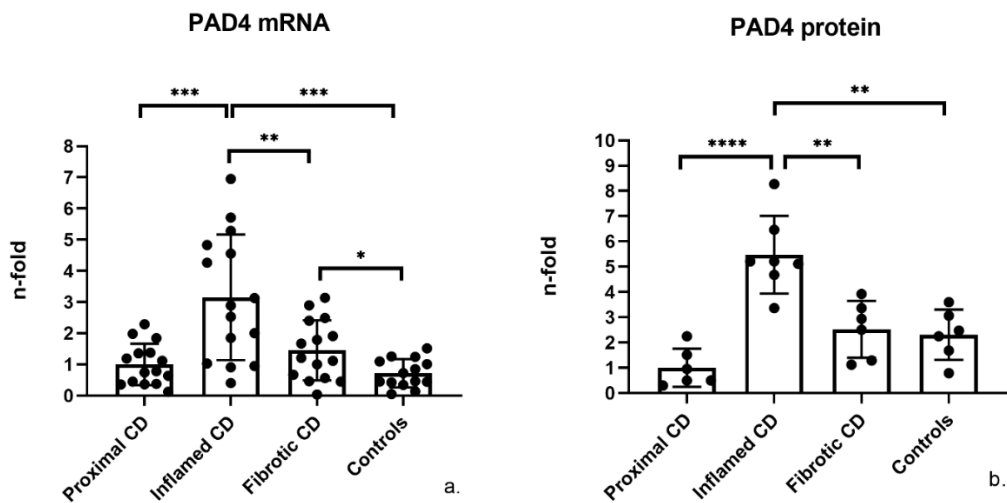 PAD4 mRNA
***
***
**
*
n-fold
8
7
6
5
4
3
2
1
0
Proximal CD
Inflamed CD
Fibrotic CD
Controls
a.
PAD4 protein
**
****
**
n-fold
10
9
8
7
6
5
4
3
2
1
0
Proximal CD
Inflamed CD
Fibrotic CD
Controls
b.